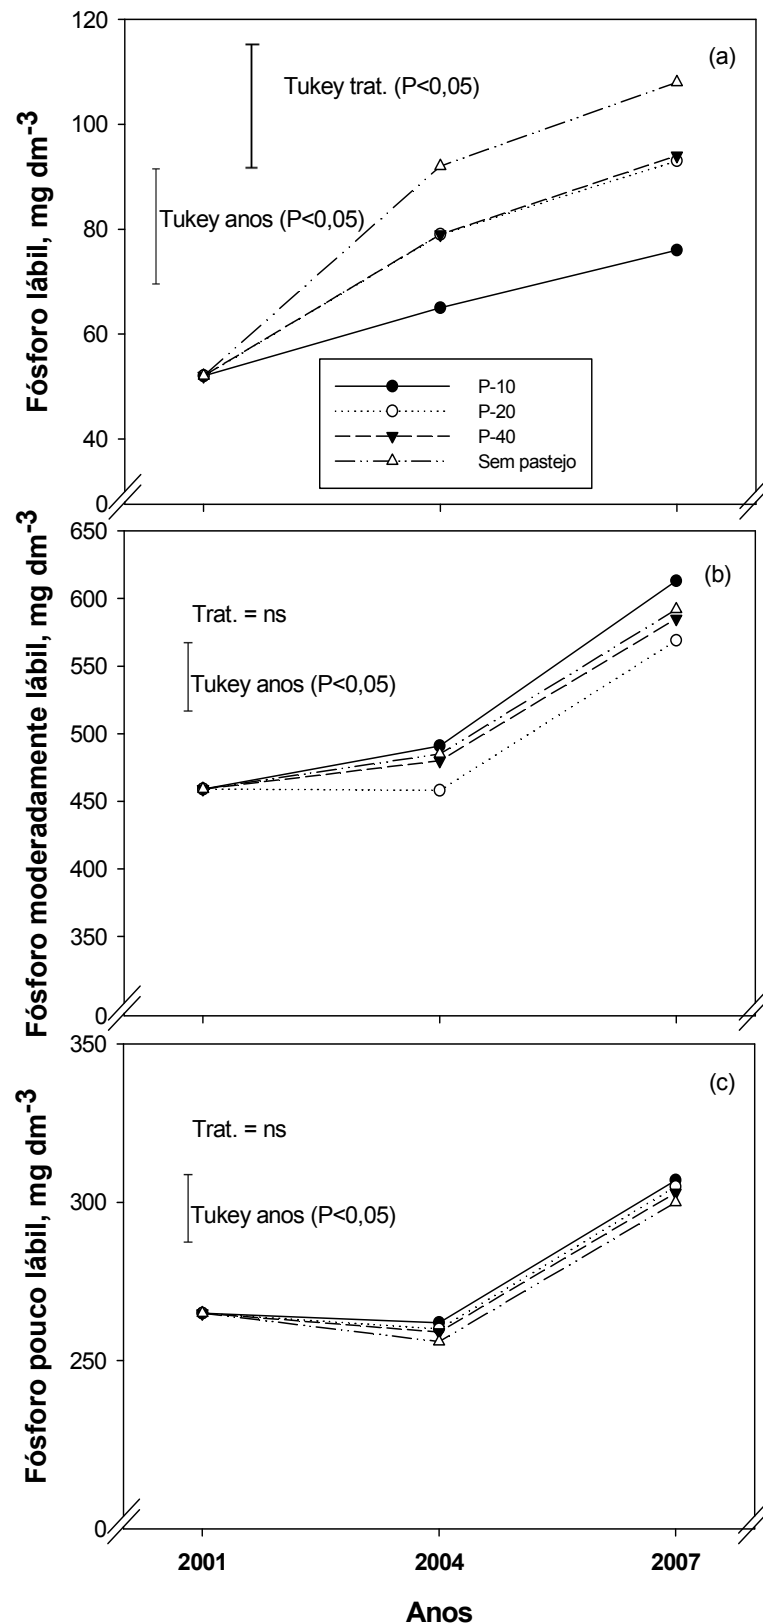 120
(a)
Tukey trat. (P<0,05)
100
Tukey anos (P<0,05)
80
60
40
0
Fósforo lábil, mg dm-3
P-10
P-20
P-40
Sem pastejo
650
(b)
600
Trat. = ns
550
Tukey anos (P<0,05)
500
450
400
350
0
Fósforo moderadamente lábil, mg dm-3
350
(c)
Trat. = ns
300
Tukey anos (P<0,05)
250
0
Fósforo pouco lábil, mg dm-3
2001 2004 2007
Anos